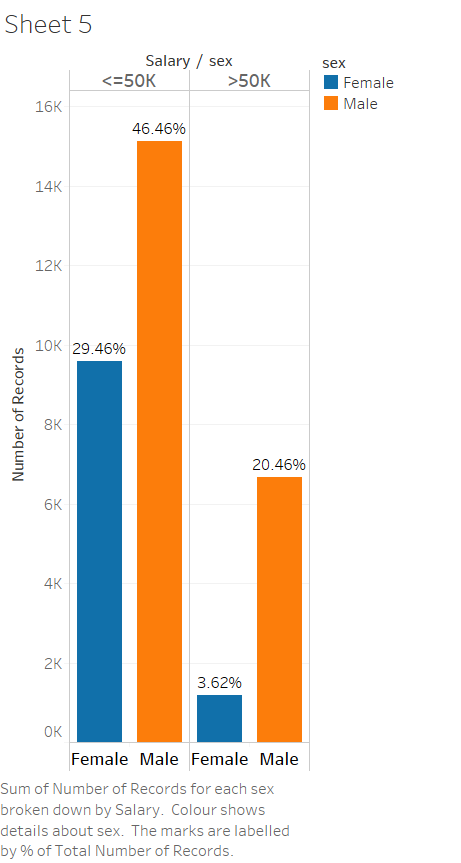 Sheet 5
Salary / sex
<=50K >50K
sex
Female
Male
16K
14K
12K
10K
8K
6K
4K
2K
0K
Number of Records
46.46%
29.46%
20.46%
3.62%
Female Male Female Male
Sum of Number of Records for each sex
broken down by Salary. Colour shows
details about sex. The marks are labelled
by % of Total Number of Records.